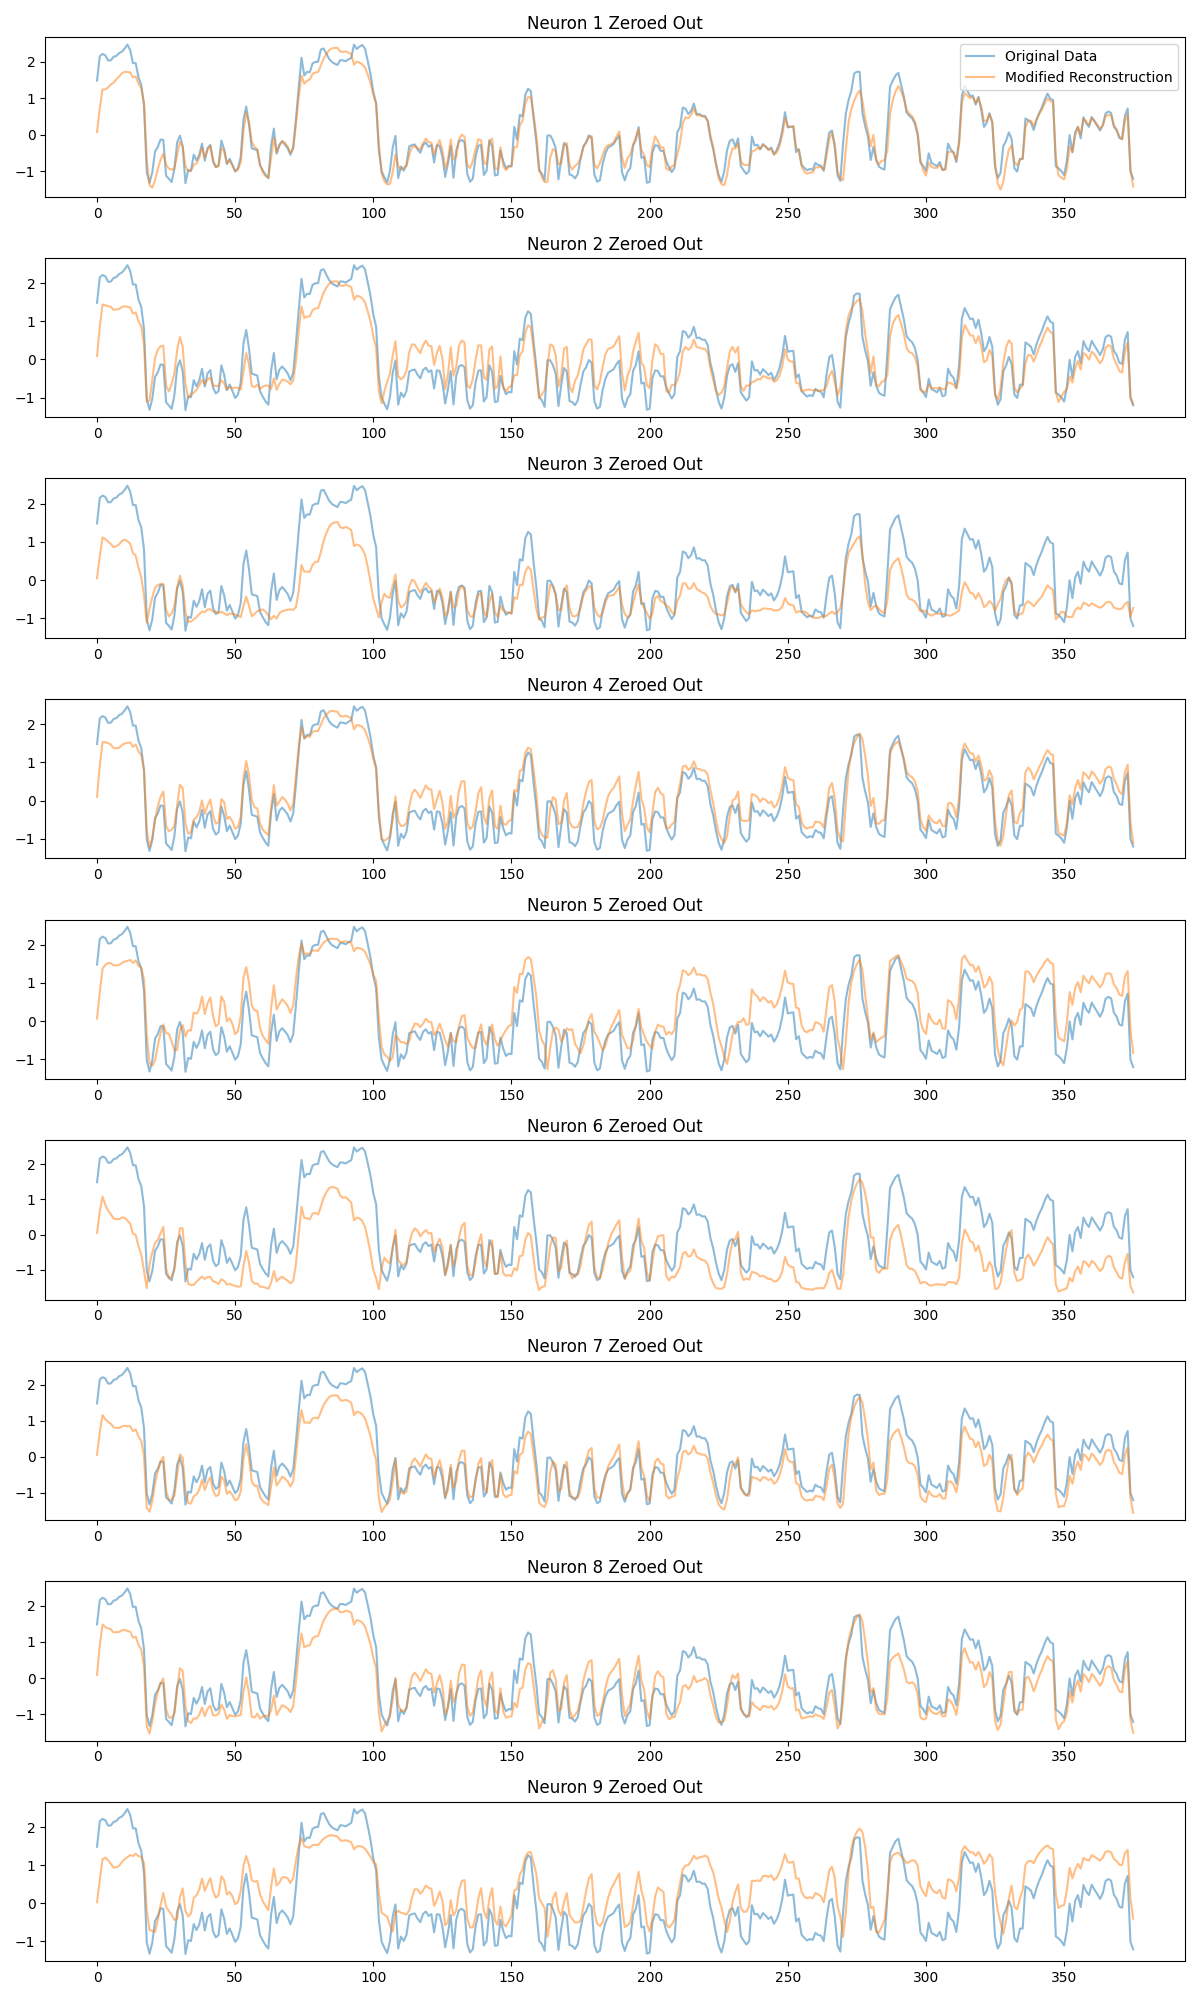 Neuron 1 Zeroed Out
Original Data
Modified Reconstruction
2
1
0
−1
0 50 100 150 200 250 300 350
Neuron 2 Zeroed Out
2
1
0
−1
0 50 100 150 200 250 300 350
Neuron 3 Zeroed Out
2
1
0
−1
0 50 100 150 200 250 300 350
Neuron 4 Zeroed Out
2
1
0
−1
0 50 100 150 200 250 300 350
Neuron 5 Zeroed Out
2
1
0
−1
0 50 100 150 200 250 300 350
Neuron 6 Zeroed Out
2
1
0
−1
0 50 100 150 200 250 300 350
Neuron 7 Zeroed Out
2
1
0
−1
0 50 100 150 200 250 300 350
Neuron 8 Zeroed Out
2
1
0
−1
0 50 100 150 200 250 300 350
Neuron 9 Zeroed Out
2
1
0
−1
0 50 100 150 200 250 300 350